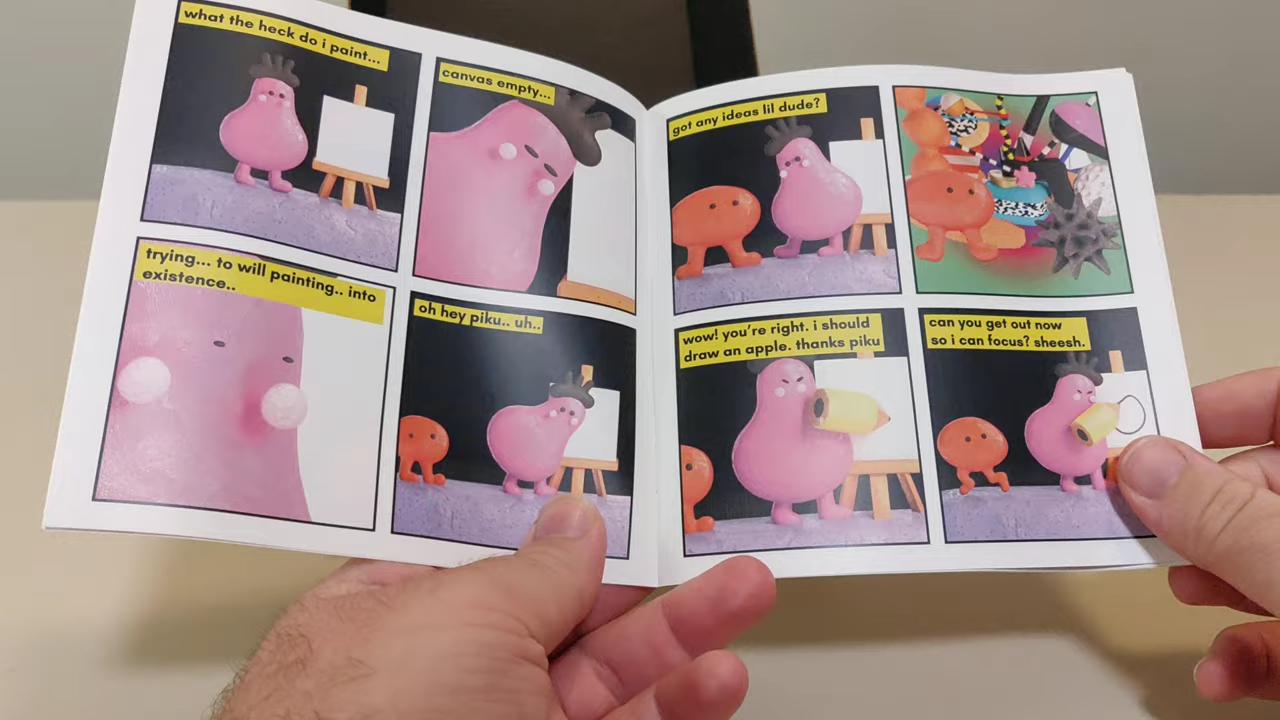 what the heck do i paint...
canvas empty...
trying... to will painting.. into
existence..
oh hey piku.. uh..
got any ideas lil dude?
wow! you're right. i should
draw an apple. thanks piku
can you get out now
so i can focus? sheesh.